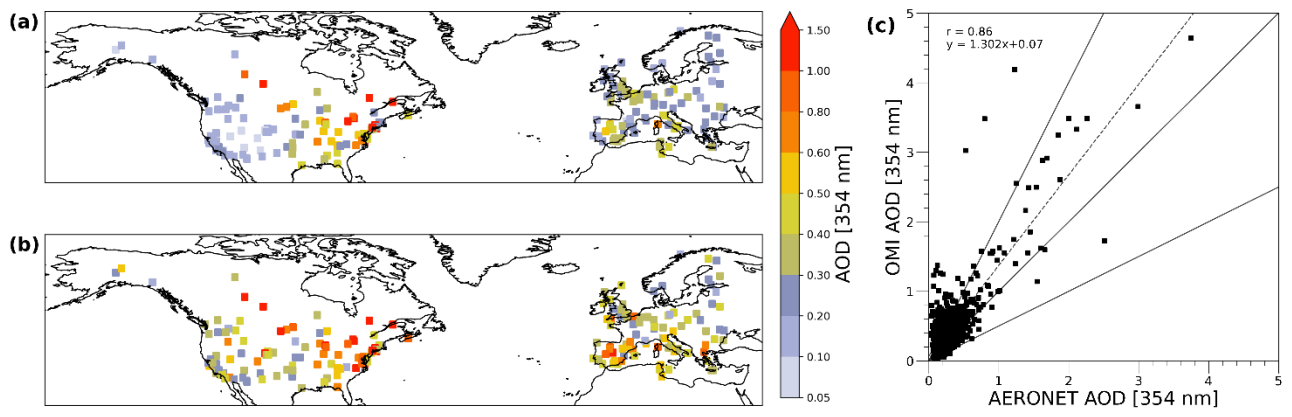 (a)
(b)
1.50
1.00
0.80
0.60
0.50
0.40
0.30
0.20
0.10
0.05
AOD [354 nm]
(c)
r = 0.86
y = 1.302x+0.07
5
4
3
2
1
0
OMI AOD [354 nm]
0 1 2 3 4 5
AERONET AOD [354 nm]